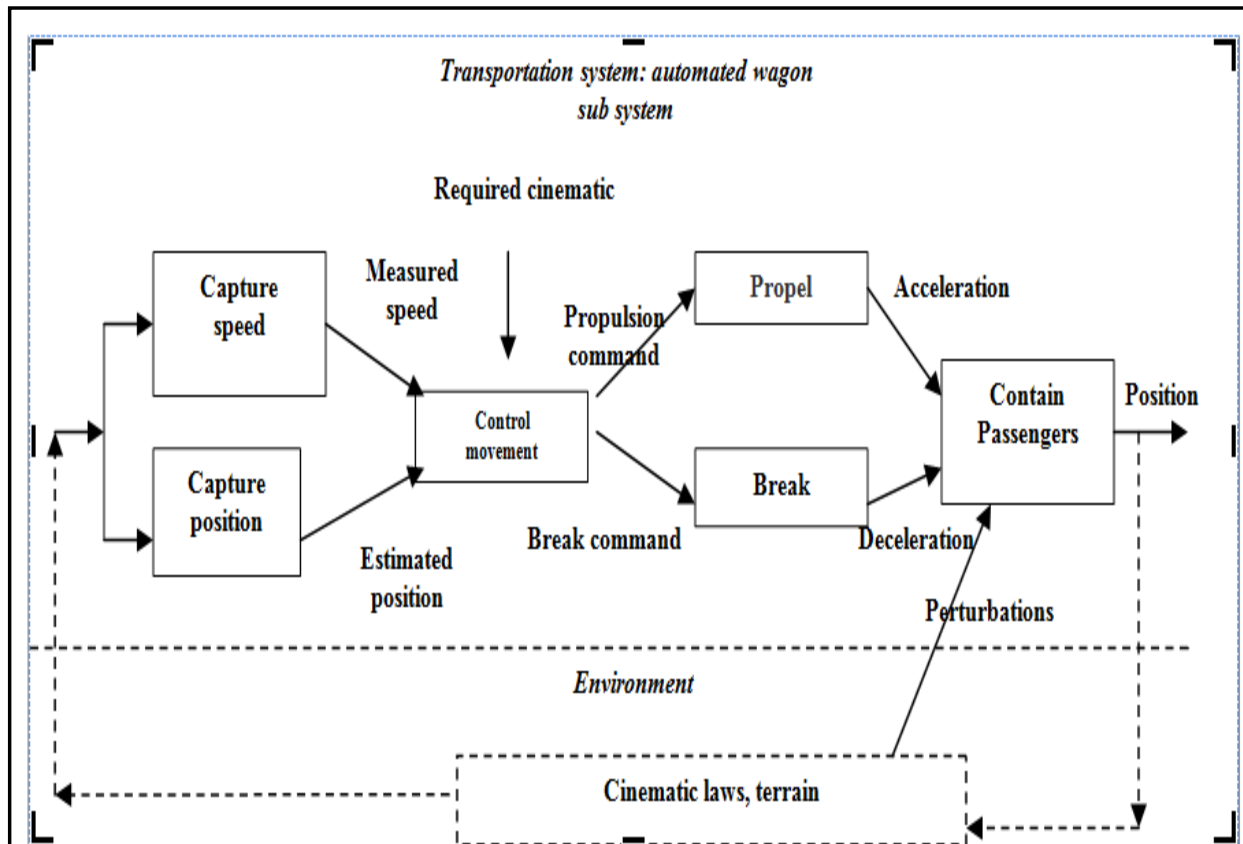 Transportation system: automated wagon
sub system
Required cinematic
Capture
speed
Measured
speed
Propulsion
command
Propel
Acceleration
Control
movement
Contain
Passengers
Position
Capture
position
Estimated
position
Break command
Break
Deceleration
Perturbations
Environment
Cinematic laws, terrain